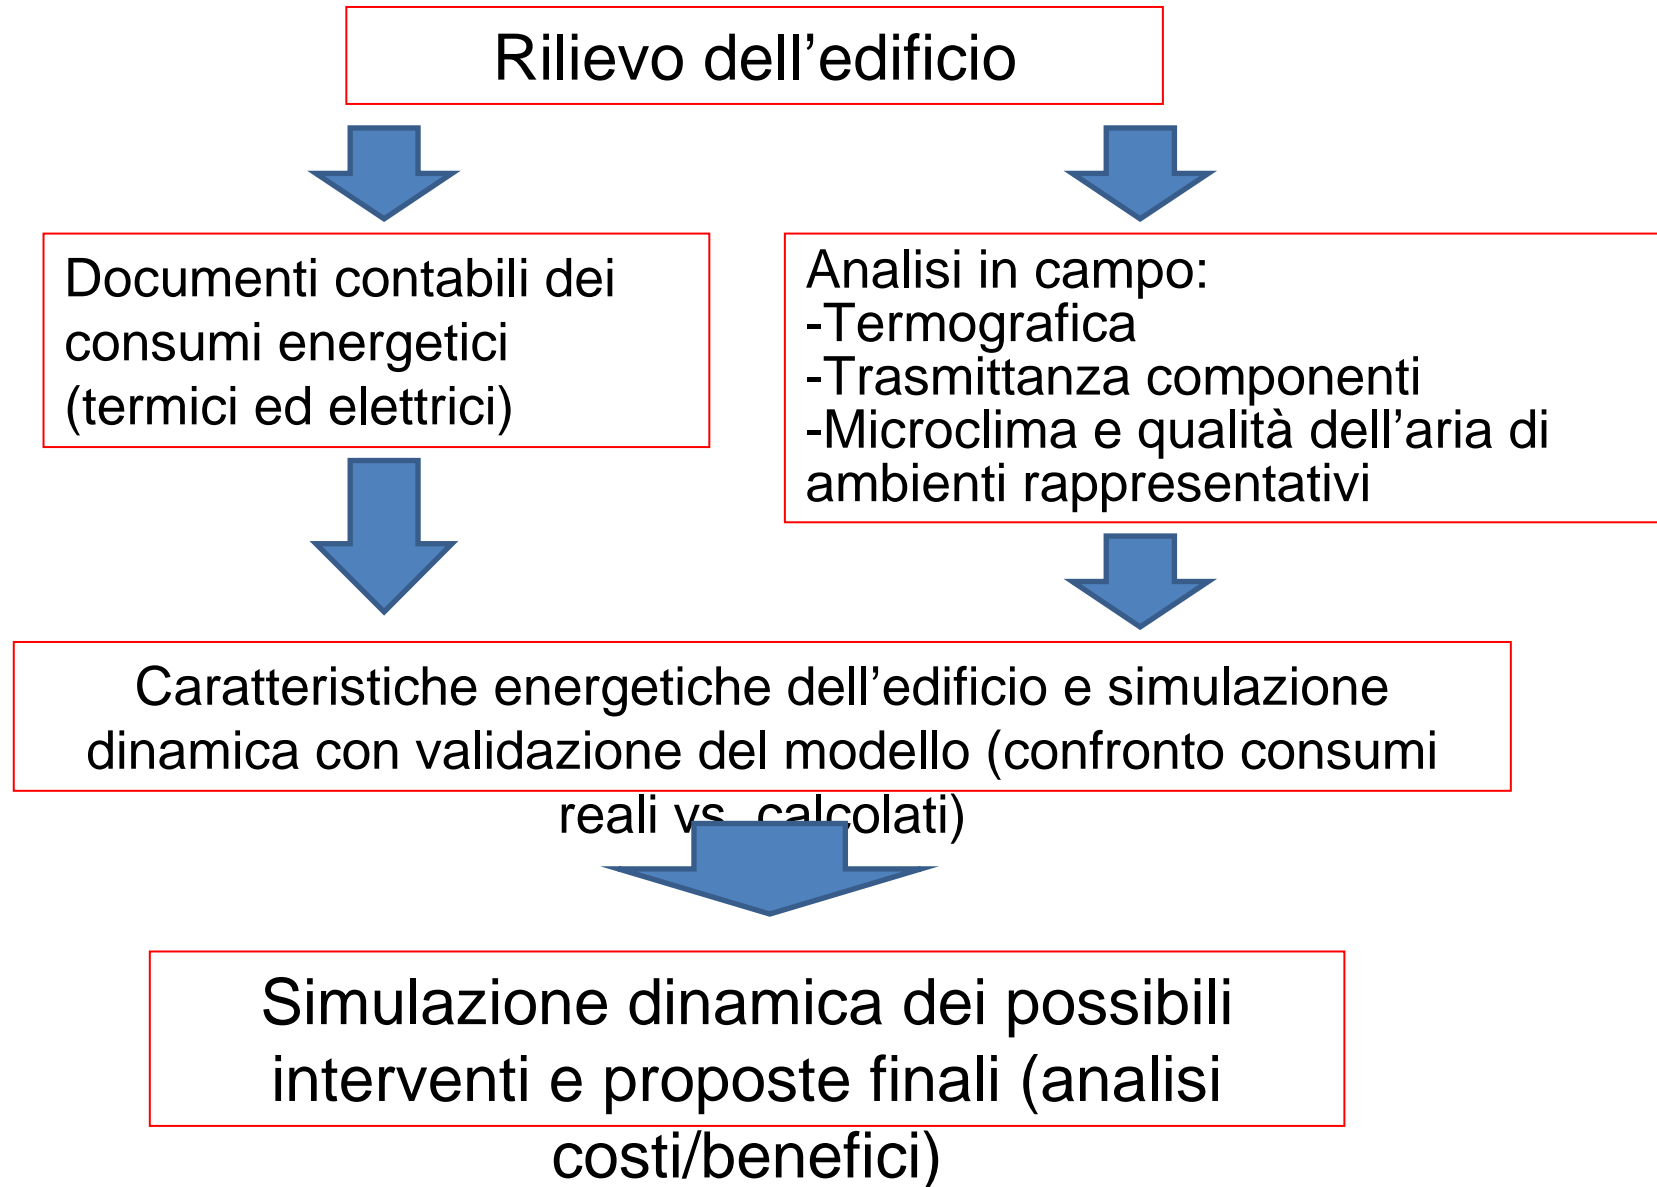 Rilievo dell’edificio
Documenti contabili dei
consumi energetici
(termici ed elettrici)
Analisi in campo:
-Termografica
-Trasmittanza componenti
-Microclima e qualità dell’aria di
ambienti rappresentativi
Caratteristiche energetiche dell’edificio e simulazione
dinamica con validazione del modello (confronto consumi
reali vs. calcolati)
Simulazione dinamica dei possibili
interventi e proposte finali (analisi
costi/benefici)